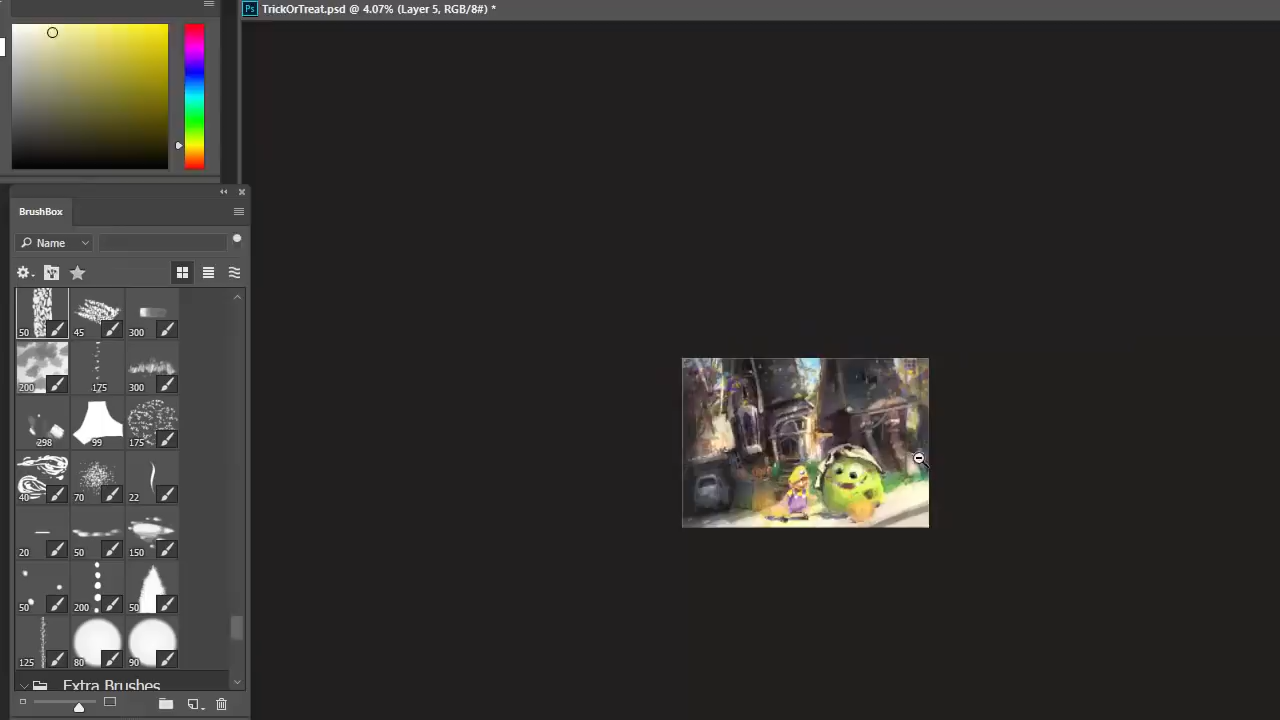 Ps TrickOrTreat.psd @ 4.07% (Layer 5, RGB/8#) *
BrushBox
Name
50 45 300
200 175 300
298 99 175
40 70 22
20 50 150
50 200 50
125 80 90
Extra Brushes